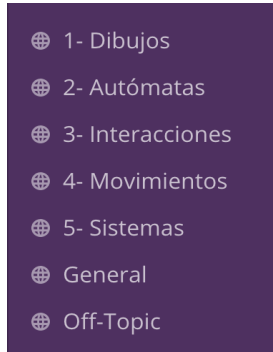 1- Dibujos
2- Autómatas
3- Interacciones
4- Movimientos
5- Sistemas
General
Off-Topic